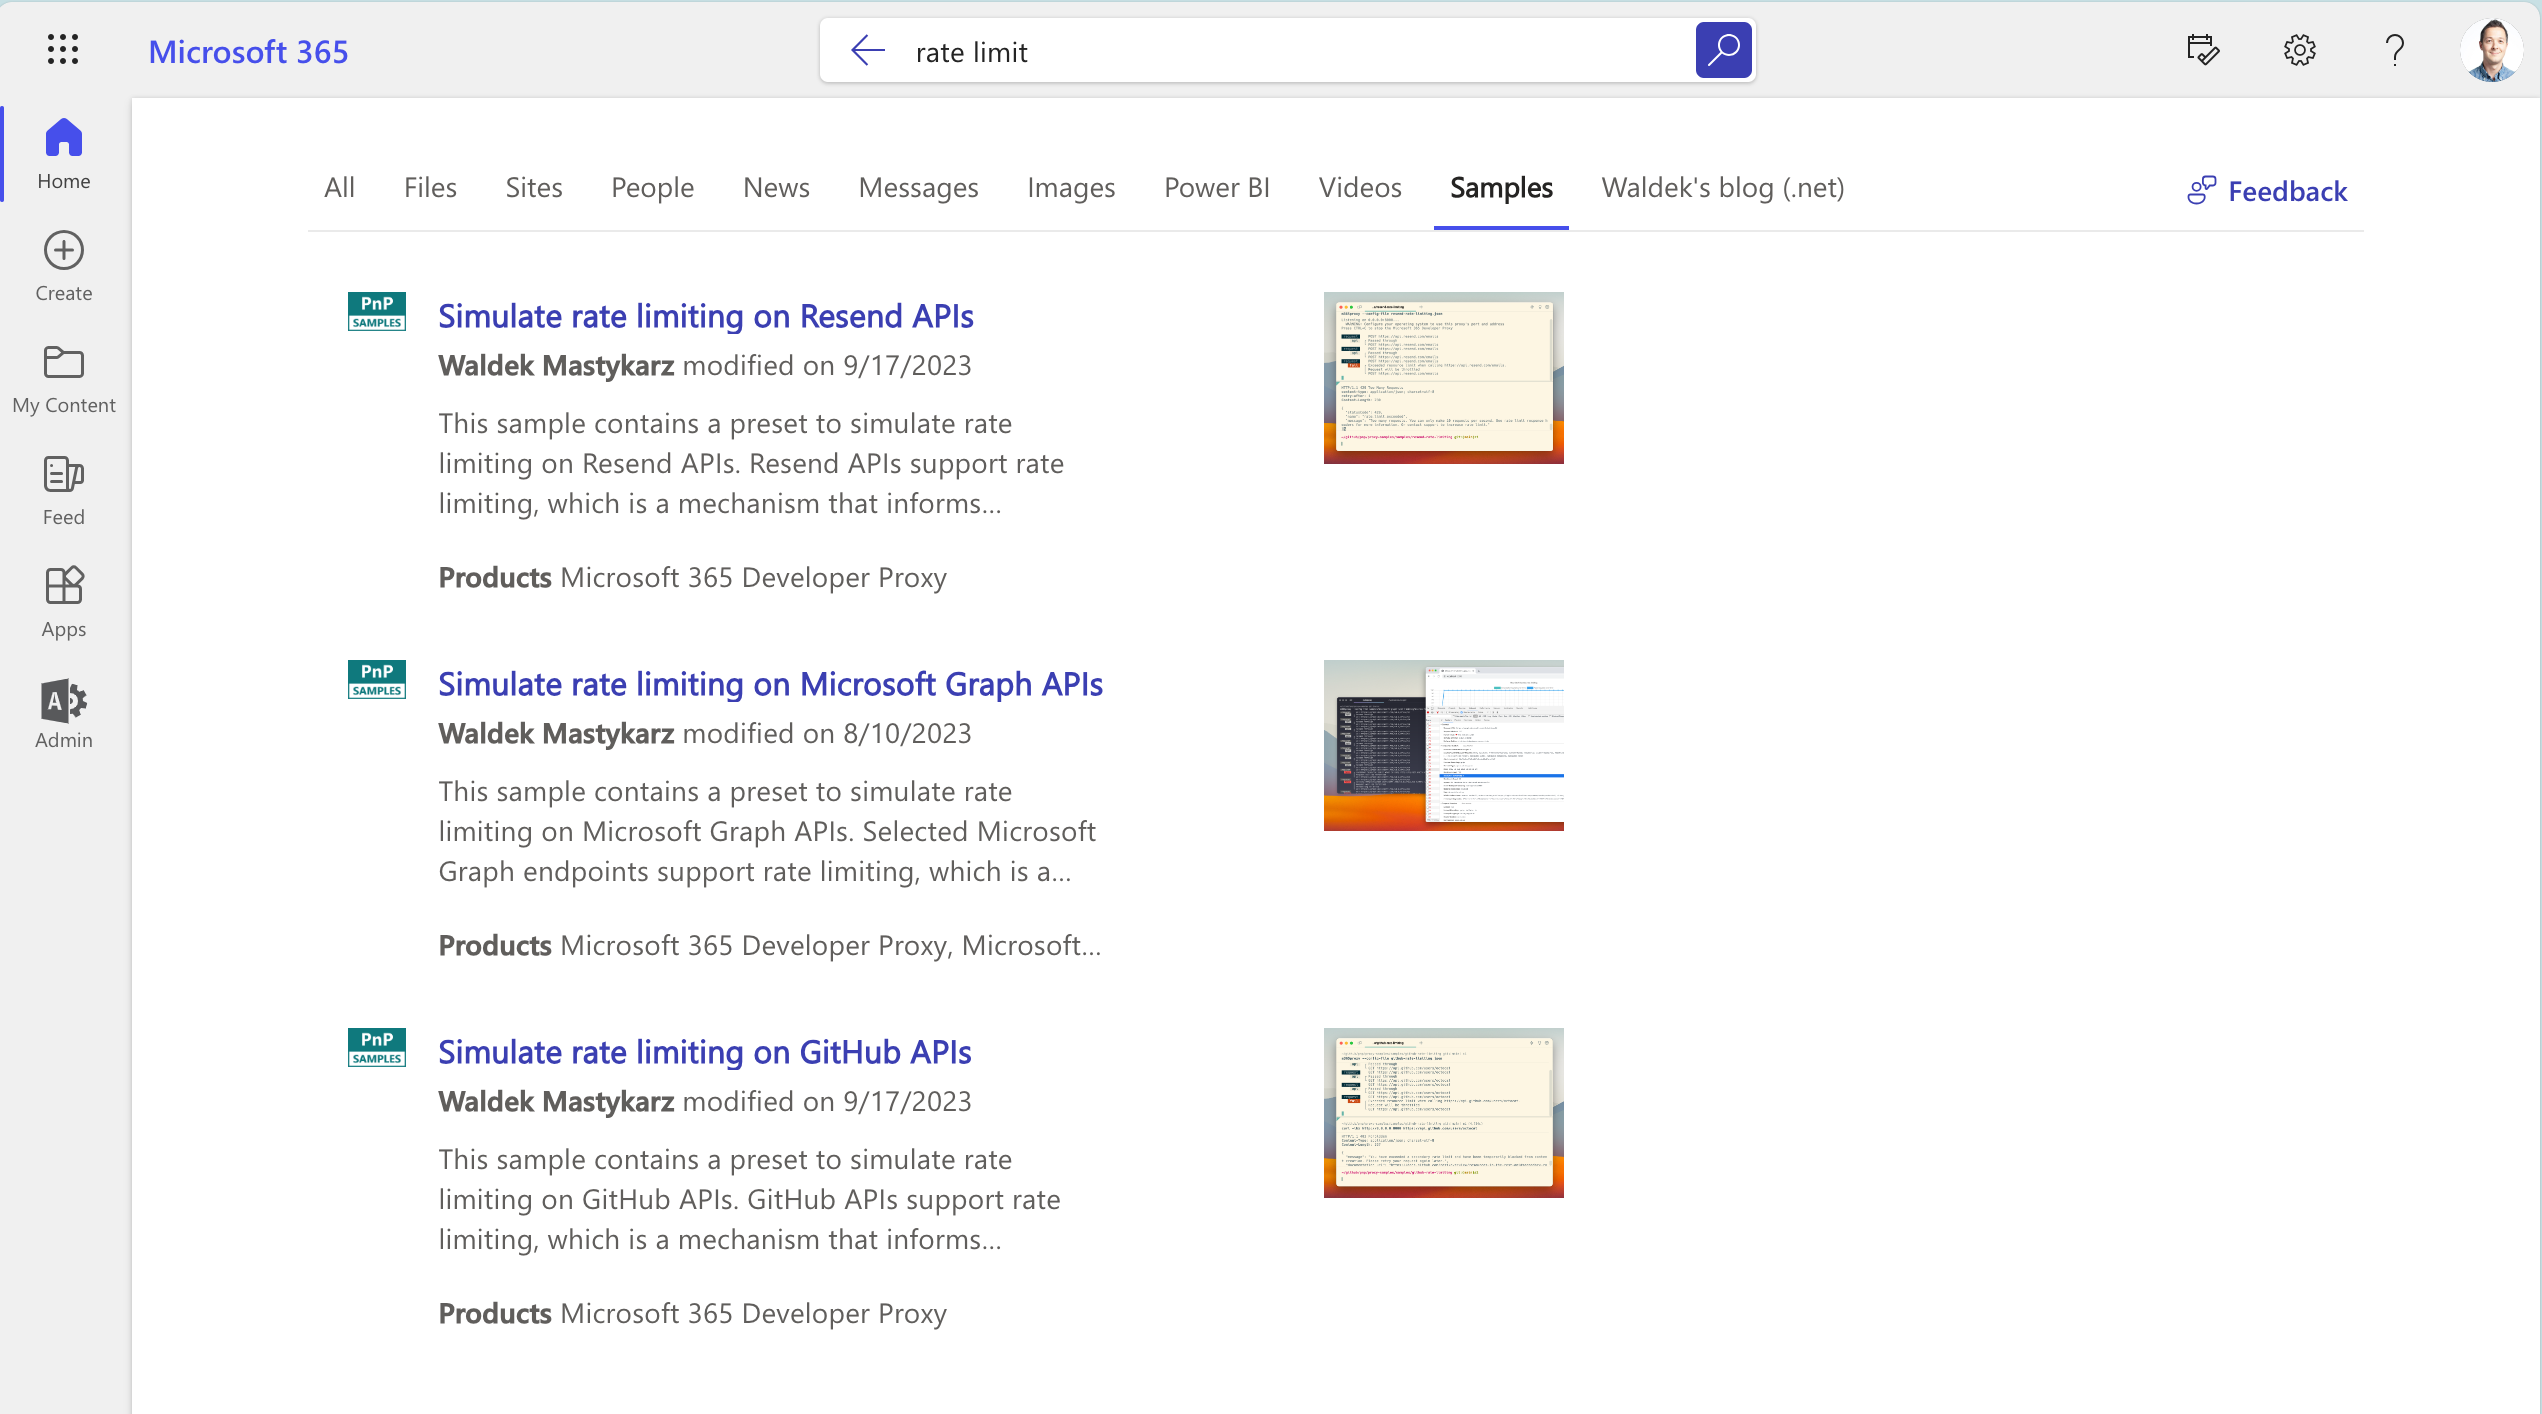 Microsoft 365
rate limit
Home
Create
My Content
Feed
Apps
Admin
All Files Sites People News Messages Images Power BI Videos Samples Waldek's blog (.net)
Feedback
PnP
SAMPLES
Simulate rate limiting on Resend APIs
Waldek Mastykarz modified on 9/17/2023
This sample contains a preset to simulate rate
limiting on Resend APIs. Resend APIs support rate
limiting, which is a mechanism that informs...
Products Microsoft 365 Developer Proxy
PnP
SAMPLES
Simulate rate limiting on Microsoft Graph APIs
Waldek Mastykarz modified on 8/10/2023
This sample contains a preset to simulate rate
limiting on Microsoft Graph APIs. Selected Microsoft
Graph endpoints support rate limiting, which is a...
Products Microsoft 365 Developer Proxy, Microsoft...
PnP
SAMPLES
Simulate rate limiting on GitHub APIs
Waldek Mastykarz modified on 9/17/2023
This sample contains a preset to simulate rate
limiting on GitHub APIs. GitHub APIs support rate
limiting, which is a mechanism that informs...
Products Microsoft 365 Developer Proxy